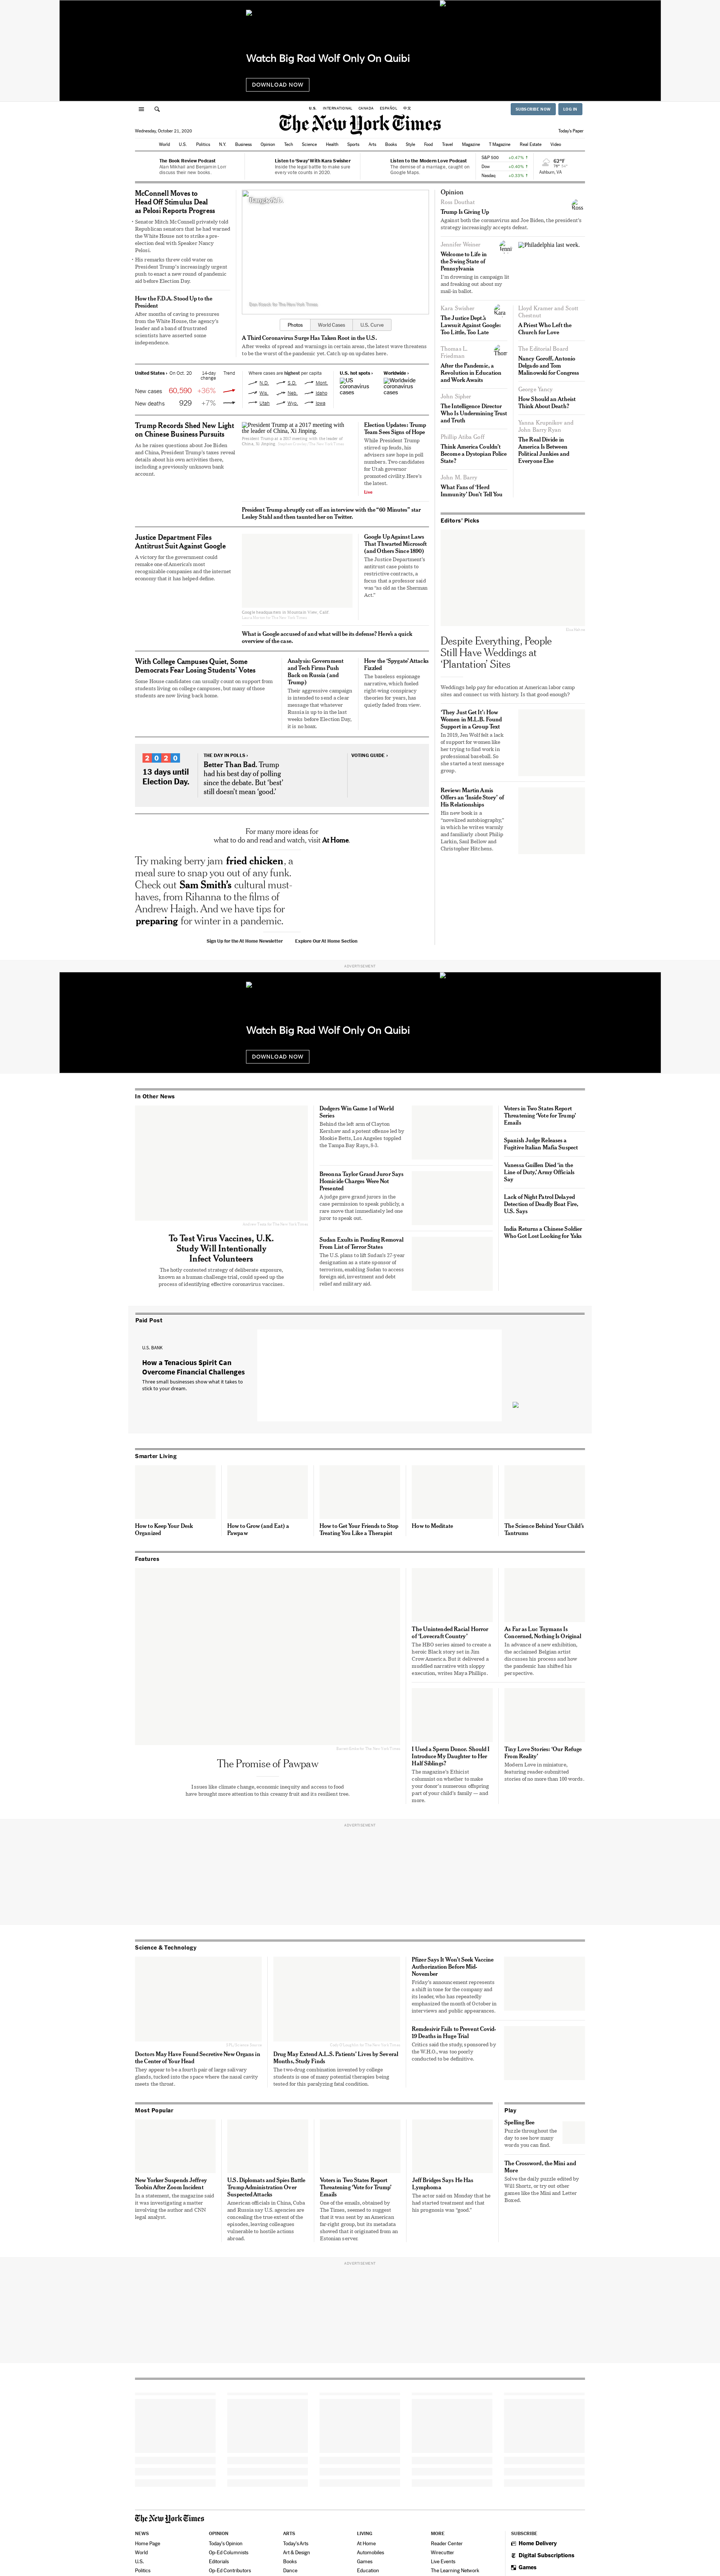 Watch Big Rad Wolf Only On Quibi
DOWNLOAD NOW
U.S. INTERNATIONAL CANADA ESPAÑOL 中文
SUBSCRIBE NOW
LOG IN
The New York Times
Wednesday, October 21, 2020
Today's Paper
World U.S. Politics N.Y. Business Opinion Tech Science Health Sports Arts Books Style Food Travel Magazine T Magazine Real Estate Video
The Book Review Podcast
Ayad Akhtar and Benjamin Lorr
discuss their new books.
Listen to 'Sway' With Kara Swisher
Inside the legal battle to make sure
every vote counts in 2020.
Listen to the Modern Love Podcast
The demise of a marriage, caught on
Google Maps.
S&P 500 +0.47% ↑
Dow +0.40% ↑
Nasdaq +0.33% ↑
62°F
Ashburn, VA
McConnell Moves to
Head Off Stimulus Deal
as Pelosi Reports Progress
• Senator Mitch McConnell privately told
Republican senators that he had warned
the White House not to strike a pre-
election deal with Speaker Nancy
Pelosi.
• His remarks threw cold water on
President Trump's increasingly urgent
push to enact a new round of pandemic
aid before Election Day.
How the F.D.A. Stood Up to the
President
After months of caving to pressures
from the White House, the agency's
leader and a band of frustrated
scientists have asserted some
independence.
Photos
World Cases
U.S. Curve
A Third Coronavirus Surge Has Taken Root in the U.S.
After weeks of spread and warnings in certain areas, the latest wave threatens
to be the worst of the pandemic yet. Catch up on updates here.
United States › On Oct. 20 14-day
change Trend
New cases 60,590 +36%
New deaths 929 +7%
Where cases are highest per capita
N.D. S.D. Mont.
Wis. Neb. Idaho
Utah Wyo. Iowa
U.S. hot spots ›
US
coronavirus
cases
Worldwide ›
Worldwide
coronavirus
cases
Trump Records Shed New Light
on Chinese Business Pursuits
As he raises questions about Joe Biden
and China, President Trump's taxes reveal
details about his own activities there,
including a previously unknown bank
account.
President Trump at a 2017 meeting with
the leader of China, Xi Jinping.
President Trump at a 2017 meeting with the leader of
China, Xi Jinping.
Election Updates: Trump
Team Sees Signs of Hope
While President Trump
stirred up feuds, his
advisers saw hope in poll
numbers. Two candidates
for Utah governor
promoted civility. Here's
the latest.
Live
President Trump abruptly cut off an interview with the "60 Minutes" star
Lesley Stahl and then taunted her on Twitter.
Justice Department Files
Antitrust Suit Against Google
A victory for the government could
remake one of America's most
recognizable companies and the internet
economy that it has helped define.
Google headquarters in Mountain View, Calif.
Google Up Against Laws
That Thwarted Microsoft
(and Others Since 1890)
The Justice Department's
antitrust case points to
restrictive contracts, a
focus that a professor said
was "as old as the Sherman
Act."
What is Google accused of and what will be its defense? Here's a quick
overview of the case.
With College Campuses Quiet, Some
Democrats Fear Losing Students' Votes
Some House candidates can usually count on support from
students living on college campuses, but many of those
students are now living back home.
Analysis: Government
and Tech Firms Push
Back on Russia (and
Trump)
Their aggressive campaign
is intended to send a clear
message that whatever
Russia is up to in the last
weeks before Election Day,
it is no hoax.
How the 'Spygate' Attacks
Fizzled
The baseless espionage
narrative, which fueled
right-wing conspiracy
theories for years, has
quietly faded from view.
2020
13 days until
Election Day.
THE DAY IN POLLS ›
Better Than Bad. Trump
had his best day of polling
since the debate. But 'best'
still doesn't mean 'good.'
VOTING GUIDE ›
For many more ideas for
what to do and read and watch, visit At Home.
Try making berry jam fried chicken, a
meal sure to snap you out of any funk.
Check out Sam Smith's cultural must-
haves, from Rihanna to the films of
Andrew Haigh. And we have tips for
preparing for winter in a pandemic.
Sign Up for the At Home Newsletter
Explore Our At Home Section
Opinion
Ross Douthat
Trump Is Giving Up
Against both the coronavirus and Joe Biden, the president's
strategy increasingly accepts defeat.
Jennifer Weiner
Welcome to Life in
the Swing State of
Pennsylvania
I'm drowning in campaign lit
and freaking out about my
mail-in ballot.
Philadelphia last week.
Kara Swisher
The Justice Dept.'s
Lawsuit Against Google:
Too Little, Too Late
Thomas L.
Friedman
After the Pandemic, a
Revolution in Education
and Work Awaits
John Sipher
The Intelligence Director
Who Is Undermining Trust
and Truth
Phillip Atiba Goff
Think America Couldn't
Become a Dystopian Police
State?
John M. Barry
What Fans of 'Herd
Immunity' Don't Tell You
Lloyd Kramer and Scott
Chestnut
A Priest Who Left the
Church for Love
The Editorial Board
Nancy Goroff, Antonio
Delgado and Tom
Malinowski for Congress
George Yancy
How Should an Atheist
Think About Death?
Yanna Krupnikov and
John Barry Ryan
The Real Divide in
America Is Between
Political Junkies and
Everyone Else
Editors' Picks
Despite Everything, People
Still Have Weddings at
'Plantation' Sites
Weddings help pay for education at American labor camp
sites and connect us with history. Is that good enough?
'They Just Get It': How
Women in M.L.B. Found
Support in a Group Text
In 2019, Jen Wolf felt a lack
of support for women like
her trying to find work in
professional baseball. So
she started a text message
group.
Review: Martin Amis
Offers an 'Inside Story' of
His Relationships
His new book is a
"novelized autobiography,"
in which he writes warmly
and familiarly about Philip
Larkin, Saul Bellow and
Christopher Hitchens.
ADVERTISEMENT
Watch Big Rad Wolf Only On Quibi
DOWNLOAD NOW
In Other News
To Test Virus Vaccines, U.K.
Study Will Intentionally
Infect Volunteers
The hotly contested strategy of deliberate exposure,
known as a human challenge trial, could speed up the
process of identifying effective coronavirus vaccines.
Dodgers Win Game 1 of World
Series
Behind the left arm of Clayton
Kershaw and a potent offense led by
Mookie Betts, Los Angeles toppled
the Tampa Bay Rays, 8-3.
Breonna Taylor Grand Juror Says
Homicide Charges Were Not
Presented
A judge gave grand jurors in the
case permission to speak publicly, a
rare move that immediately led one
juror to speak out.
Sudan Exults in Pending Removal
From List of Terror States
The U.S. plans to lift Sudan's 27-year
designation as a state sponsor of
terrorism, enabling Sudan to access
foreign aid, investment and debt
relief and military aid.
Voters in Two States Report
Threatening 'Vote for Trump'
Emails
Spanish Judge Releases a
Fugitive Italian Mafia Suspect
Vanessa Guillen Died 'in the
Line of Duty,' Army Officials
Say
Lack of Night Patrol Delayed
Detection of Deadly Boat Fire,
U.S. Says
India Returns a Chinese Soldier
Who Got Lost Looking for Yaks
Paid Post
U.S. BANK
How a Tenacious Spirit Can
Overcome Financial Challenges
Three small businesses show what it takes to
stick to your dream.
Smarter Living
How to Keep Your Desk
Organized
How to Grow (and Eat) a
Pawpaw
How to Get Your Friends to Stop
Treating You Like a Therapist
How to Meditate
The Science Behind Your Child's
Tantrums
Features
The Promise of Pawpaw
Issues like climate change, economic inequity and access to food
have brought more attention to this creamy fruit and its resilient tree.
The Unintended Racial Horror
of 'Lovecraft Country'
The HBO series aimed to create a
heroic Black story set in Jim
Crow America. But it delivered a
muddled narrative with sloppy
execution, writes Maya Phillips.
As Far as Luc Tuymans Is
Concerned, Nothing Is Original
In advance of a new exhibition,
the acclaimed Belgian artist
discusses his process and how
the pandemic has shifted his
perspective.
I Used a Sperm Donor. Should I
Introduce My Daughter to Her
Half Siblings?
The magazine's Ethicist
columnist on whether to make
your donor's numerous offspring
part of your child's family — and
more.
Tiny Love Stories: 'Our Refuge
From Reality'
Modern Love in miniature,
featuring reader-submitted
stories of no more than 100 words.
ADVERTISEMENT
Science & Technology
Doctors May Have Found Secretive New Organs in
the Center of Your Head
They appear to be a fourth pair of large salivary
glands, tucked into the space where the nasal cavity
meets the throat.
Drug May Extend A.L.S. Patients' Lives by Several
Months, Study Finds
The two-drug combination invented by college
students is one of many potential therapies being
tested for this paralyzing fatal condition.
Pfizer Says It Won't Seek Vaccine
Authorization Before Mid-
November
Friday's announcement represents
a shift in tone for the company and
its leader, who has repeatedly
emphasized the month of October in
interviews and public appearances.
Remdesivir Fails to Prevent Covid-
19 Deaths in Huge Trial
Critics said the study, sponsored by
the W.H.O., was too poorly
conducted to be definitive.
Most Popular
New Yorker Suspends Jeffrey
Toobin After Zoom Incident
In a statement, the magazine said
it was investigating a matter
involving the author and CNN
legal analyst.
U.S. Diplomats and Spies Battle
Trump Administration Over
Suspected Attacks
American officials in China, Cuba
and Russia say U.S. agencies are
concealing the true extent of the
episodes, leaving colleagues
vulnerable to hostile actions
abroad.
Voters in Two States Report
Threatening 'Vote for Trump'
Emails
One of the emails, obtained by
The Times, seemed to suggest
that it was sent by an American
far-right group, but its metadata
showed that it originated from an
Estonian server.
Jeff Bridges Says He Has
Lymphoma
The actor said on Monday that he
had started treatment and that
his prognosis was "good."
Play
Spelling Bee
Puzzle throughout the
day to see how many
words you can find.
The Crossword, the Mini and
More
Solve the daily puzzle edited by
Will Shortz, or try out other
games like the Mini and Letter
Boxed.
ADVERTISEMENT
The New York Times
NEWS
Home Page
World
U.S.
Politics
OPINION
Today's Opinion
Op-Ed Columnists
Editorials
Op-Ed Contributors
ARTS
Today's Arts
Art & Design
Books
Dance
LIVING
At Home
Automobiles
Games
Education
MORE
Reader Center
Wirecutter
Live Events
The Learning Network
SUBSCRIBE
Home Delivery
Digital Subscriptions
Games